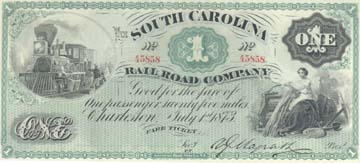 SOUTH CAROLINA
No 1 No
45858 45858
ONE
RAIL ROAD COMPANY
Good for the fare of
One passenger twenty five miles
Charleston July 1st 1873
FARE TICKET
ONE